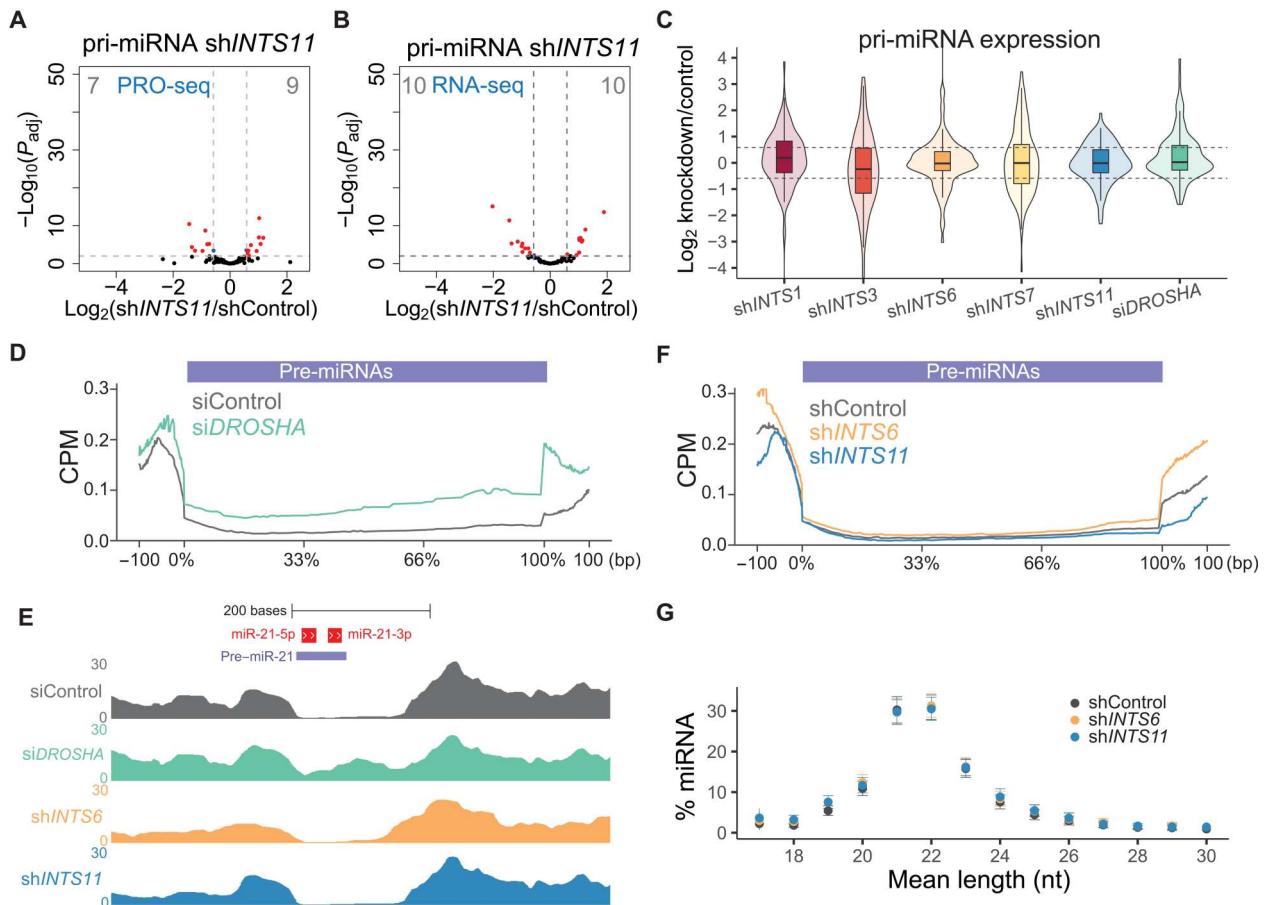 A
pri-miRNA shINTS11
7 PRO-seq 9
50
30
10
0
−Log10(Padj)
−4 −2 0 2
Log2(shINTS11/shControl)
B
pri-miRNA shINTS11
10 RNA-seq 10
50
30
10
0
−Log10(Padj)
−4 −2 0 2
Log2(shINTS11/shControl)
C
pri-miRNA expression
Log2 knockdown/control
4
3
2
1
0
−1
−2
−3
−4
shINTS1 shINTS3 shINTS6 shINTS7 shINTS11 siDROSHA
D
Pre-miRNAs
siControl
siDROSHA
CPM
0.3
0.2
0.1
0.0
−100 0% 33% 66% 100% 100 (bp)
F
Pre-miRNAs
shControl
shINTS6
shINTS11
CPM
0.3
0.2
0.1
0.0
−100 0% 33% 66% 100% 100 (bp)
E
200 bases
miR-21-5p miR-21-3p
Pre−miR-21
30
siControl
0
30
siDROSHA
0
30
shINTS6
0
30
shINTS11
0
G
% miRNA
30
20
10
0
shControl
shINTS6
shINTS11
18 20 22 24 26 28 30
Mean length (nt)